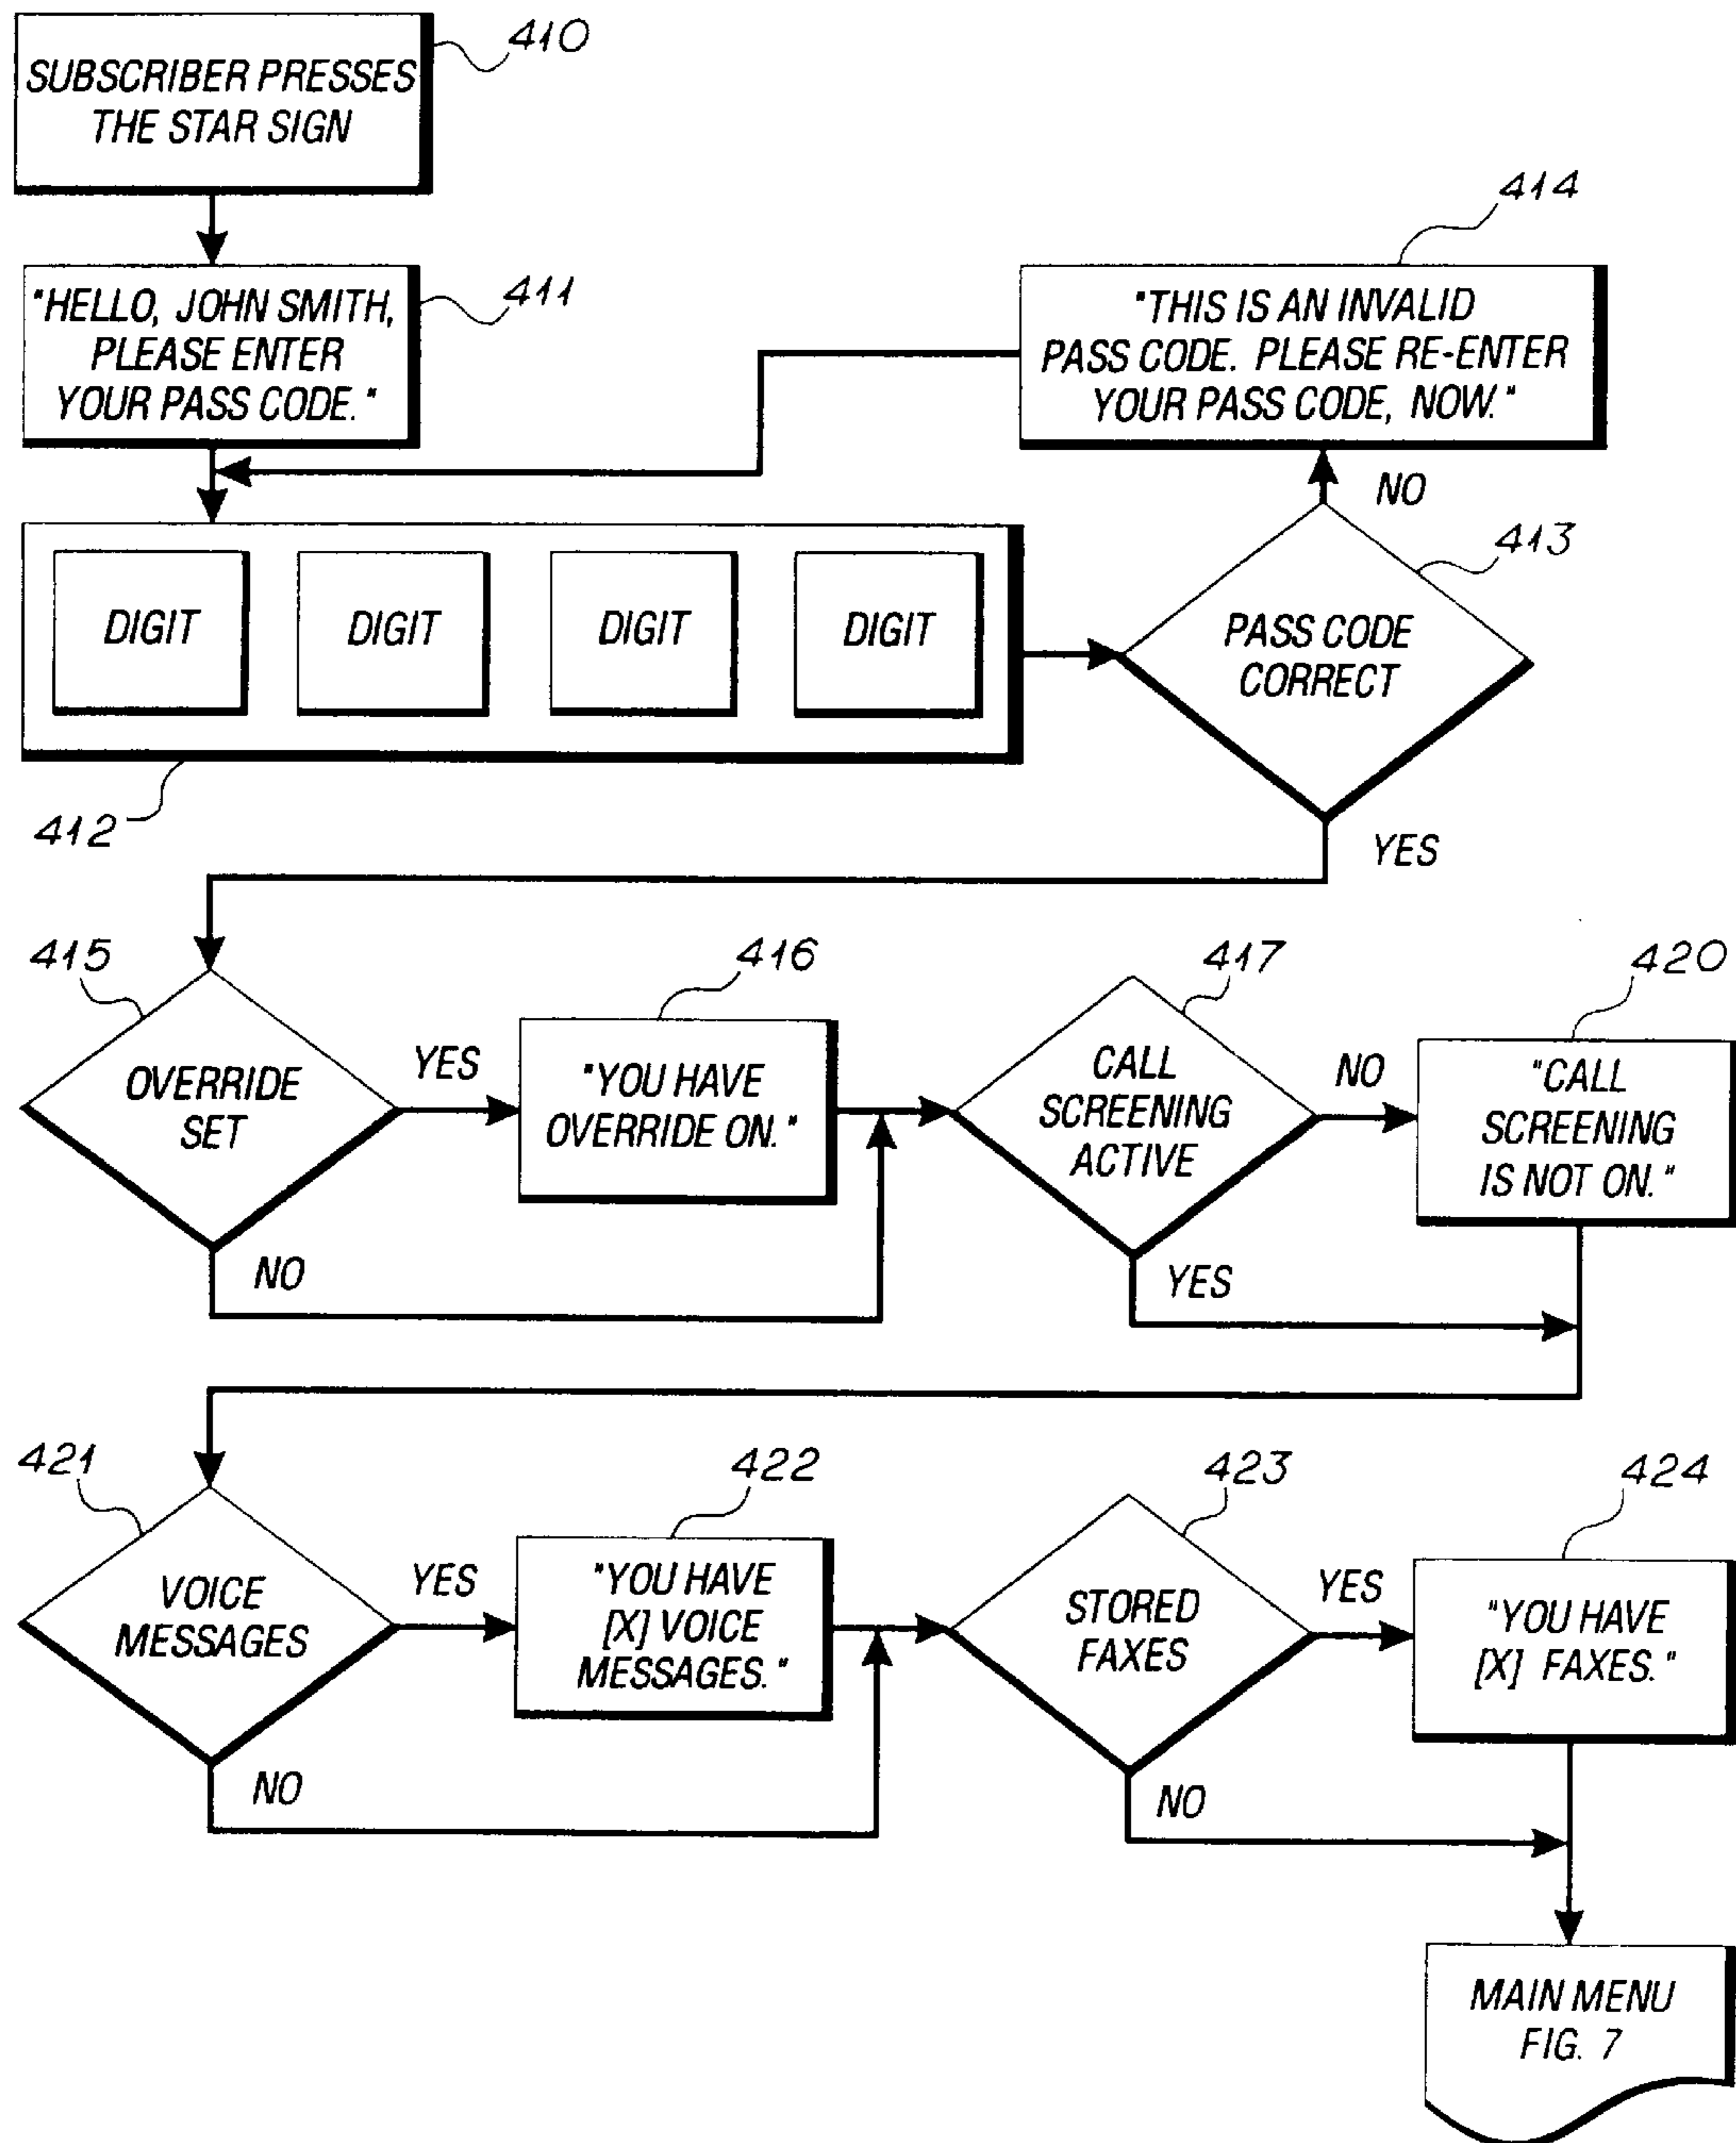 410
SUBSCRIBER PRESSES
THE STAR SIGN
411
"HELLO, JOHN SMITH,
PLEASE ENTER
YOUR PASS CODE."
414
"THIS IS AN INVALID
PASS CODE. PLEASE RE-ENTER
YOUR PASS CODE, NOW."
NO
DIGIT DIGIT DIGIT DIGIT
412
413
PASS CODE
CORRECT
YES
415
OVERRIDE
SET
YES
NO
416
"YOU HAVE
OVERRIDE ON."
417
CALL
SCREENING
ACTIVE
NO
YES
420
"CALL
SCREENING
IS NOT ON."
421
VOICE
MESSAGES
YES
NO
422
"YOU HAVE
[X] VOICE
MESSAGES."
423
STORED
FAXES
YES
NO
424
"YOU HAVE
[X] FAXES."
MAIN MENU
FIG. 7